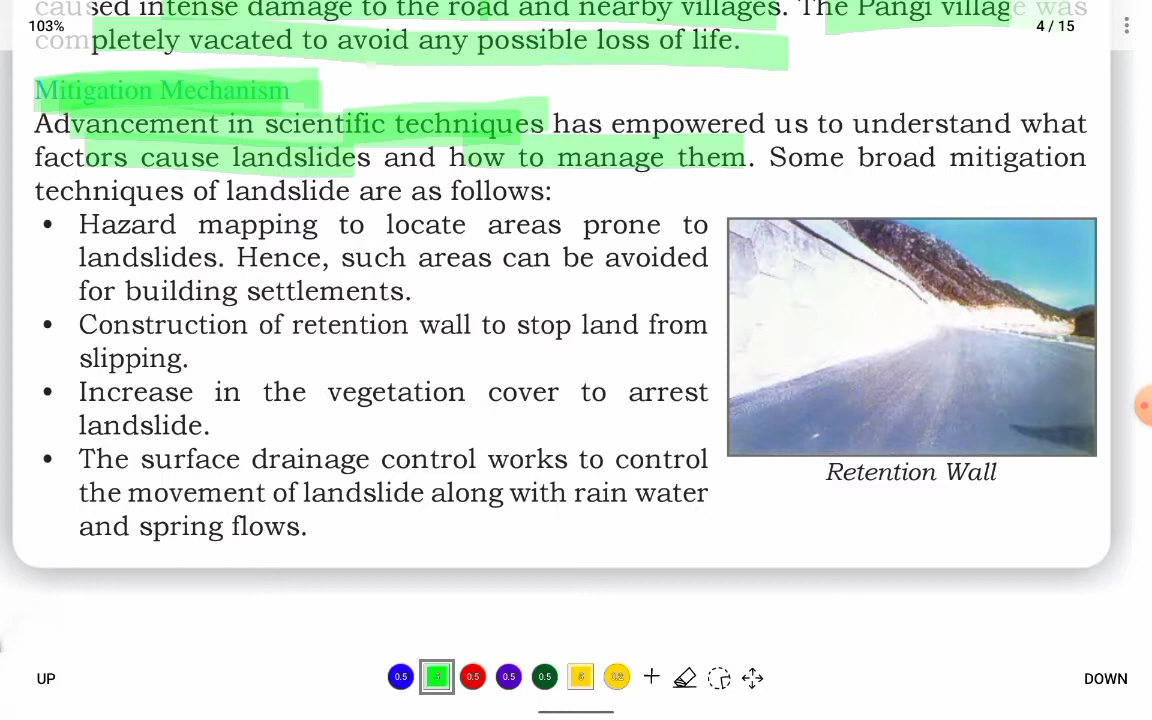 caused intense damage to the road and nearby villages. The Pangi village was
103%
4 / 15
completely vacated to avoid any possible loss of life.
Mitigation Mechanism
Advancement in scientific techniques has empowered us to understand what
factors cause landslides and how to manage them. Some broad mitigation
techniques of landslide are as follows:
• Hazard mapping to locate areas prone to
landslides. Hence, such areas can be avoided
for building settlements.
• Construction of retention wall to stop land from
slipping.
• Increase in the vegetation cover to arrest
landslide.
• The surface drainage control works to control
the movement of landslide along with rain water
and spring flows.
Retention Wall
UP
0.5
0.5
0.5
0.5
DOWN